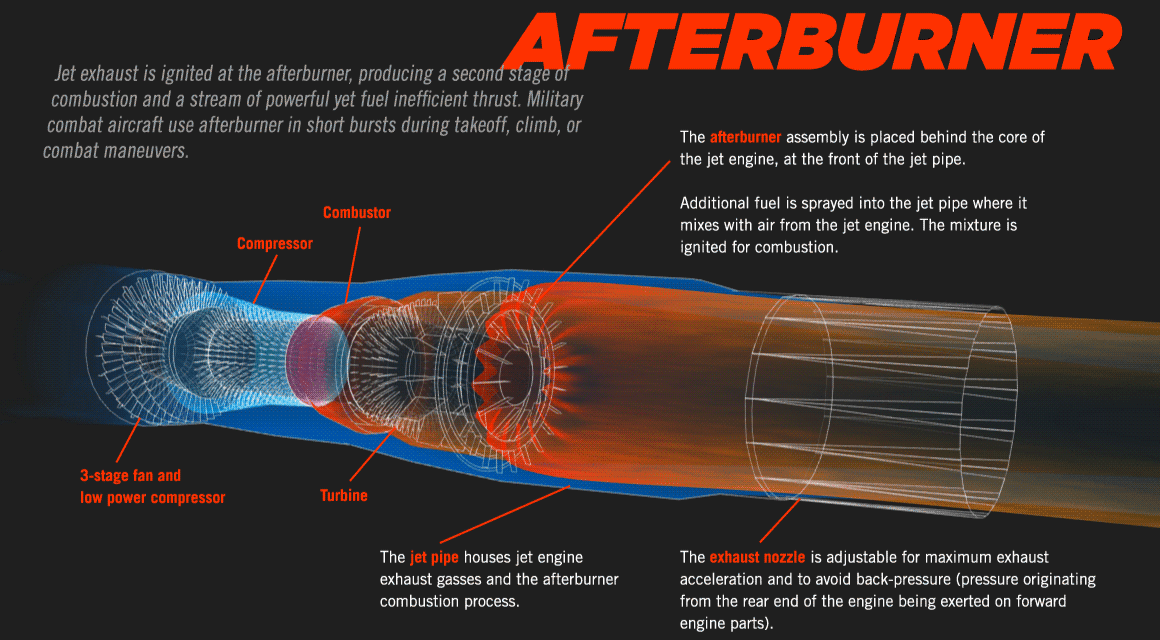 AFTERBURNER
Jet exhaust is ignited at the afterburner, producing a second stage of
combustion and a stream of powerful yet fuel inefficient thrust. Military
combat aircraft use afterburner in short bursts during takeoff, climb, or
combat maneuvers.
The afterburner assembly is placed behind the core of
the jet engine, at the front of the jet pipe.
Additional fuel is sprayed into the jet pipe where it
mixes with air from the jet engine. The mixture is
ignited for combustion.
Combustor
Compressor
3-stage fan and
low power compressor
Turbine
The jet pipe houses jet engine
exhaust gasses and the afterburner
combustion process.
The exhaust nozzle is adjustable for maximum exhaust
acceleration and to avoid back-pressure (pressure originating
from the rear end of the engine being exerted on forward
engine parts).